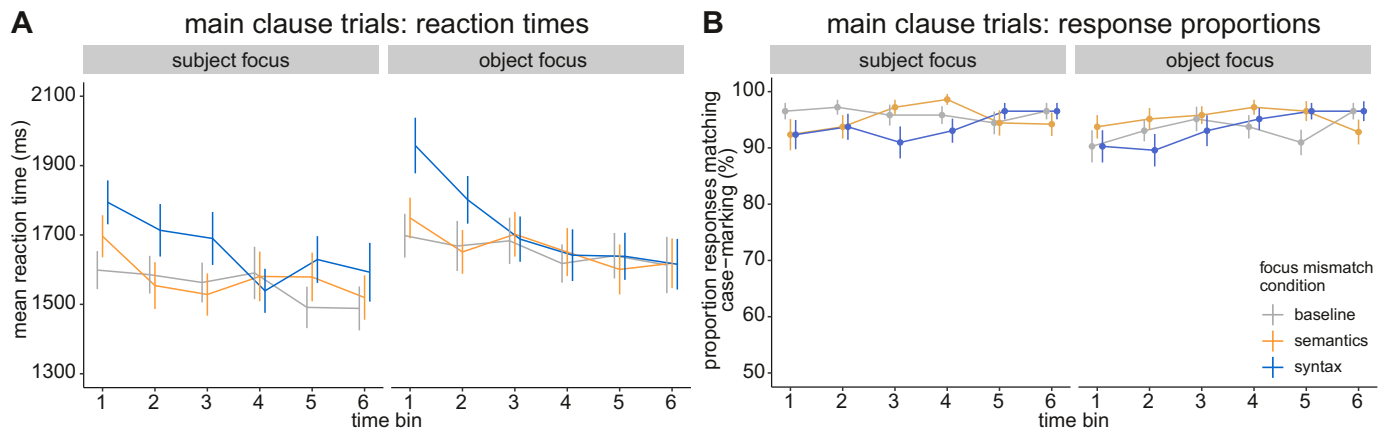 A
main clause trials: reaction times
subject focus
object focus
mean reaction time (ms)
2100
1900
1700
1500
1300
1 2 3 4 5 6
1 2 3 4 5 6
time bin
B
main clause trials: response proportions
subject focus
object focus
proportion responses matching
case−marking (%)
100
90
80
70
60
50
1 2 3 4 5 6
1 2 3 4 5 6
time bin
focus mismatch
condition
baseline
semantics
syntax